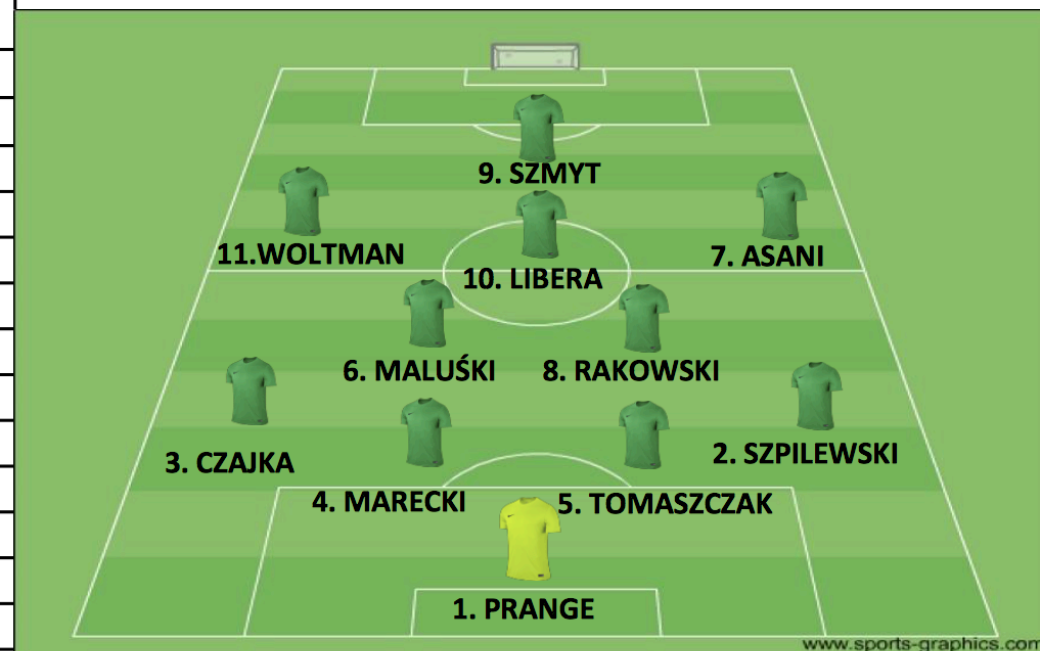 9. SZMYT
11.WOLTMAN
7. ASANI
10. LIBERA
6. MALUŚKI
8. RAKOWSKI
3. CZAJKA
2. SZPILEWSKI
4. MARECKI
5. TOMASZCZAK
1. PRANGE
www.sports-graphics.com